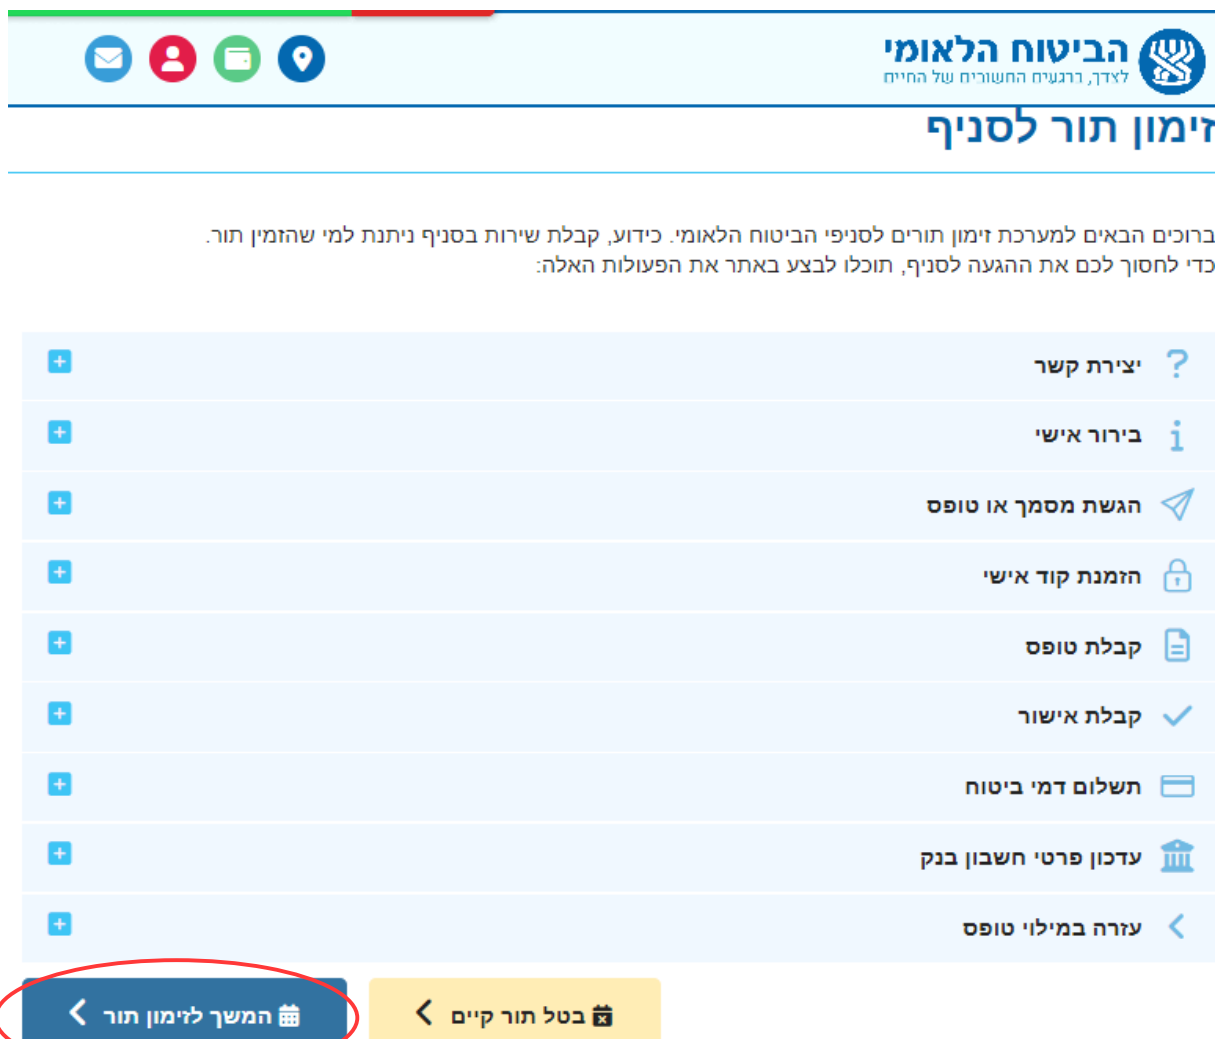 הביטוח הלאומי
לצדך, ברגעים החשובים של החיים
זימון תור לסניף
ברוכים הבאים למערכת זימון תורים לסניפי הביטוח הלאומי. כידוע, קבלת שירות בסניף ניתנת למי שהזמין תור.
כדי לחסוך לכם את ההגעה לסניף, תוכלו לבצע באתר את הפעולות האלה:
יצירת קשר
בירור אישי
הגשת מסמך או טופס
הזמנת קוד אישי
קבלת טופס
קבלת אישור
תשלום דמי ביטוח
עדכון פרטי חשבון בנק
עזרה במילוי טופס
בטל תור קיים
המשך לזימון תור